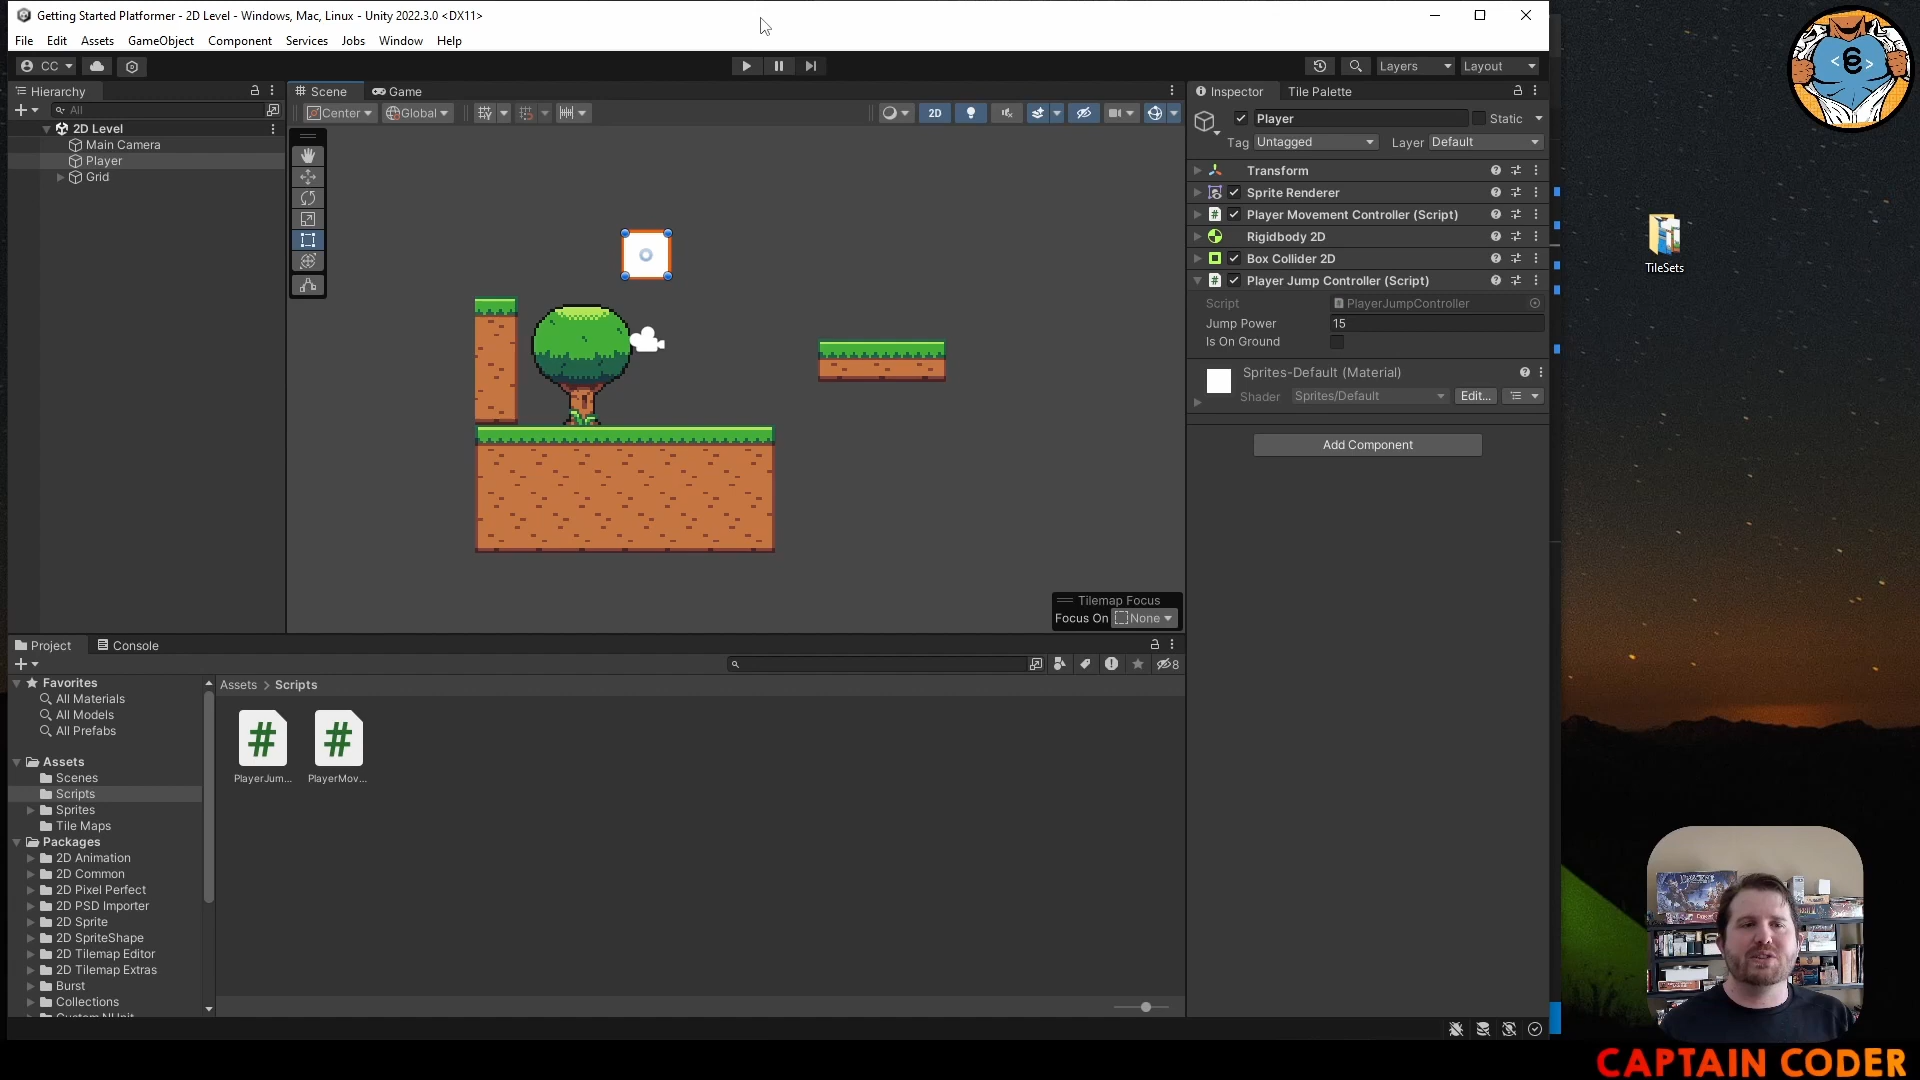 Getting Started Platformer - 2D Level - Windows, Mac, Linux - Unity 2022.3.0 <DX11>
File Edit Assets GameObject Component Services Jobs Window Help
CC
Layers Layout
Hierarchy
All
2D Level
Main Camera
Player
Grid
Scene Game
Center Global 2D
Tilemap Focus
Focus On None
Inspector Tile Palette
Player Static
Tag Untagged Layer Default
Transform
Sprite Renderer
Player Movement Controller (Script)
Rigidbody 2D
Box Collider 2D
Player Jump Controller (Script)
Script PlayerJumpController
Jump Power 15
Is On Ground
Sprites-Default (Material)
Shader Sprites/Default Edit...
Add Component
Project Console
8
Favorites
All Materials
All Models
All Prefabs
Assets
Scenes
Scripts
Sprites
Tile Maps
Packages
2D Animation
2D Common
2D Pixel Perfect
2D PSD Importer
2D Sprite
2D SpriteShape
2D Tilemap Editor
2D Tilemap Extras
Burst
Collections
Custom NUnit
Assets > Scripts
PlayerJum... PlayerMov...
TileSets
CAPTAIN CODER